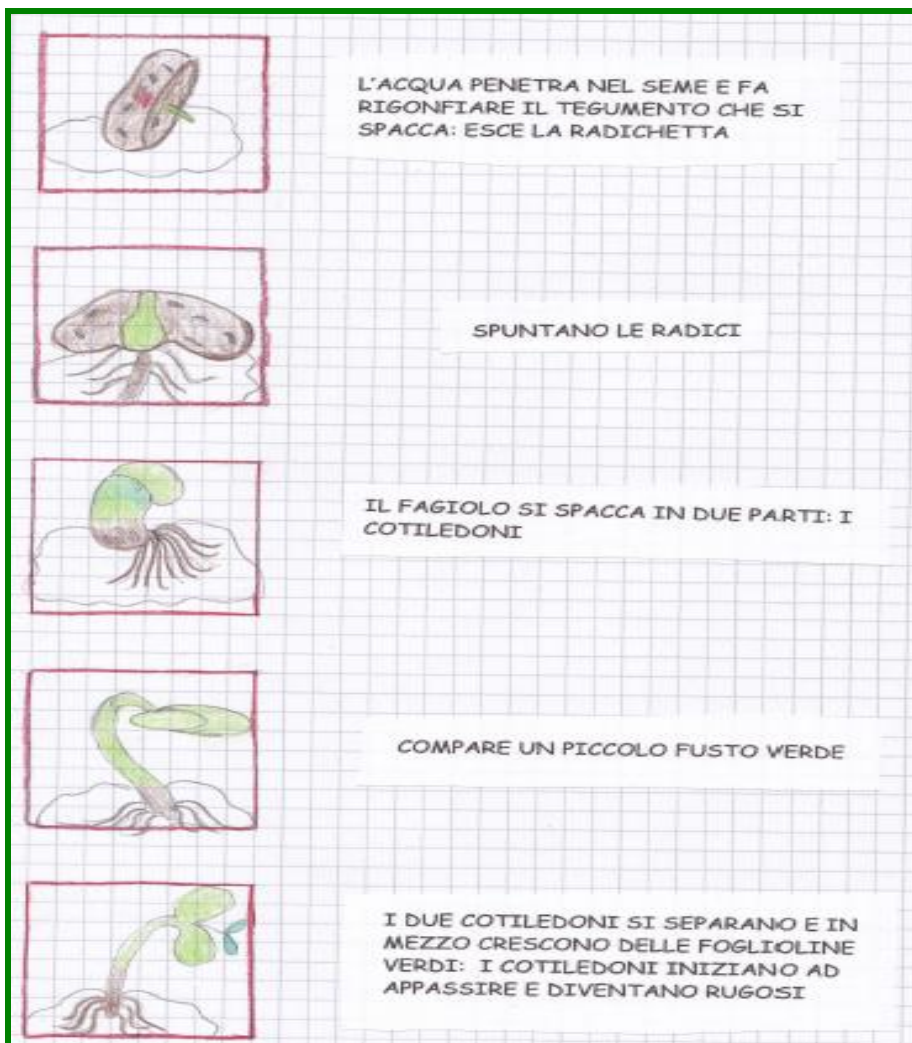 L'ACQUA PENETRA NEL SEME E FA
RIGONFIARE IL TEGUMENTO CHE SI
SPACCA: ESCE LA RADICHETTA
SPUNTANO LE RADICI
IL FAGIOLO SI SPACCA IN DUE PARTI: I
COTILEDONI
COMPARE UN PICCOLO FUSTO VERDE
I DUE COTILEDONI SI SEPARANO E IN
MEZZO CRESCONO DELLE FOGLIOLINE
VERDI: I COTILEDONI INIZIANO AD
APPASSIRE E DIVENTANO RUGOSI